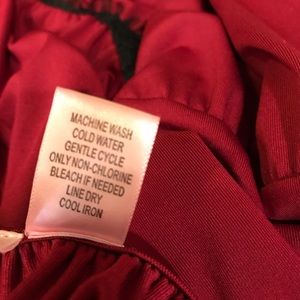 MACHINE WASH
COLD WATER
GENTLE CYCLE
ONLY NON-CHLORINE
BLEACH IF NEEDED
LINE DRY
COOL IRON